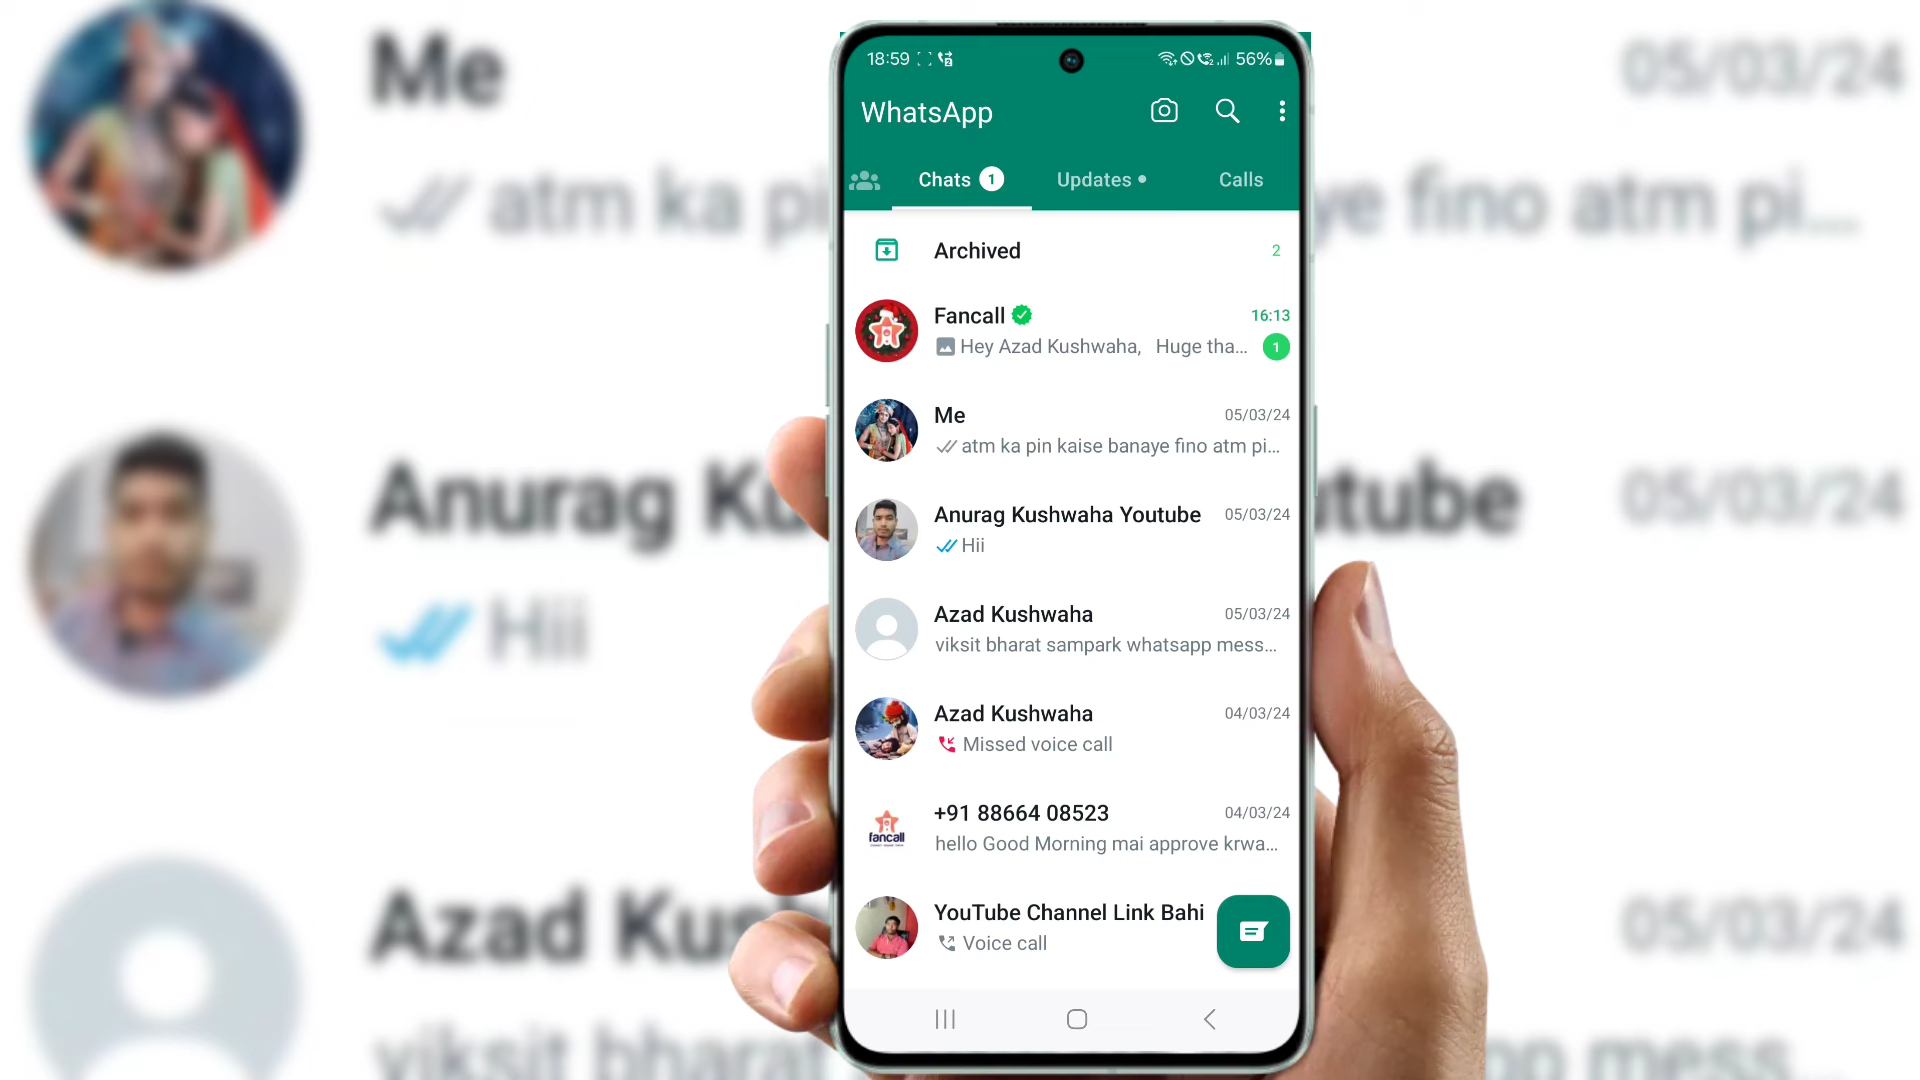 Me
05/03/24
atm ka pi
ye fino atm pi...
Anurag Ku
utube
05/03/24
Hii
Azad Kus
05/03/24
viksit bharat
pp mess...
18:59
56%
WhatsApp
Chats 1
Updates
Calls
Archived
2
Fancall
16:13
Hey Azad Kushwaha, Huge tha...
1
Me
05/03/24
atm ka pin kaise banaye fino atm pi...
Anurag Kushwaha Youtube
05/03/24
Hii
Azad Kushwaha
05/03/24
viksit bharat sampark whatsapp mess...
Azad Kushwaha
04/03/24
Missed voice call
+91 88664 08523
04/03/24
fancall
hello Good Morning mai approve krwa...
YouTube Channel Link Bahi
Voice call